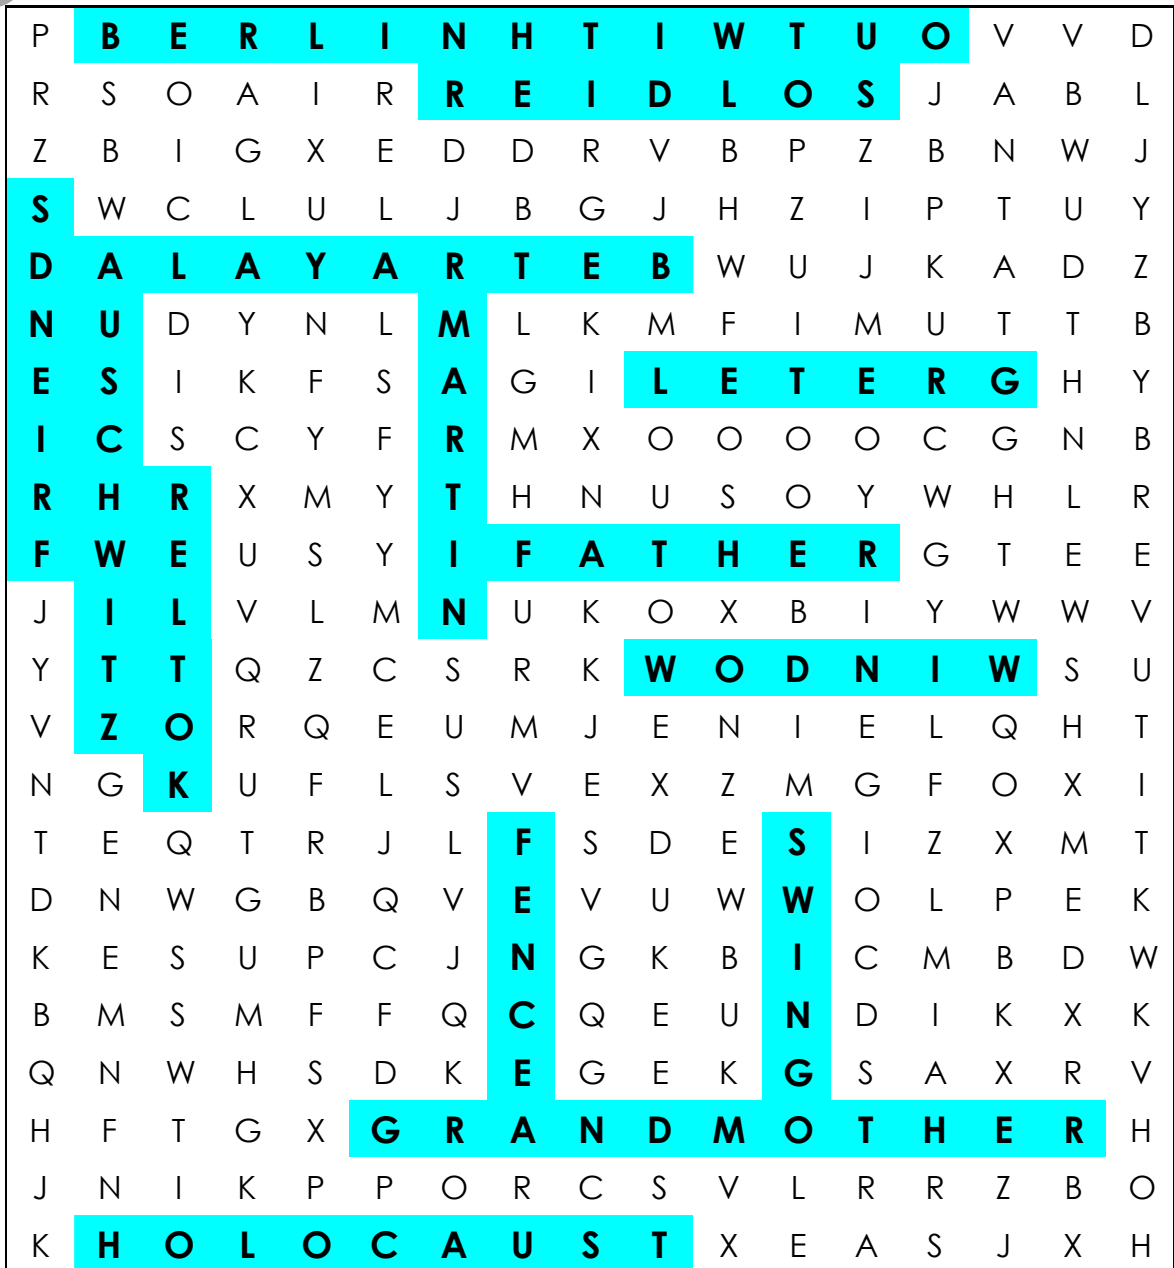 P B E R L I N H T I W T U O V V D
R S O A I R R E I D L O S J A B L
Z B I G X E D D R V B P Z B N W J
S W C L U L J B G J H Z I P T U Y
D A L A Y A R T E B W U J K A D Z
N U D Y N L M L K M F I M U T T B
E S I K F S A G I L E T E R G H Y
I C S C Y F R M X O O O O C G N B
R H R X M Y T H N U S O Y W H L R
F W E U S Y I F A T H E R G T E E
J I L V L M N U K O X B I Y W W V
Y T T Q Z C S R K W O D N I W S U
V Z O R Q E U M J E N I E L Q H T
N G K U F L S V E X Z M G F O X I
T E Q T R J L F S D E S I Z X M T
D N W G B Q V E V U W W O L P E K
K E S U P C J N G K B I C M B D W
B M S M F F Q C Q E U N D I K X K
Q N W H S D K E G E K G S A X R V
H F T G X G R A N D M O T H E R H
J N I K P P O R C S V L R R Z B O
K H O L O C A U S T X E A S J X H